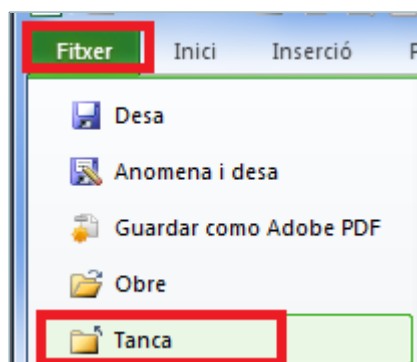 Fitxer Inici Inserció
Desa
Anomena i desa
Guardar como Adobe PDF
Obre
Tanca